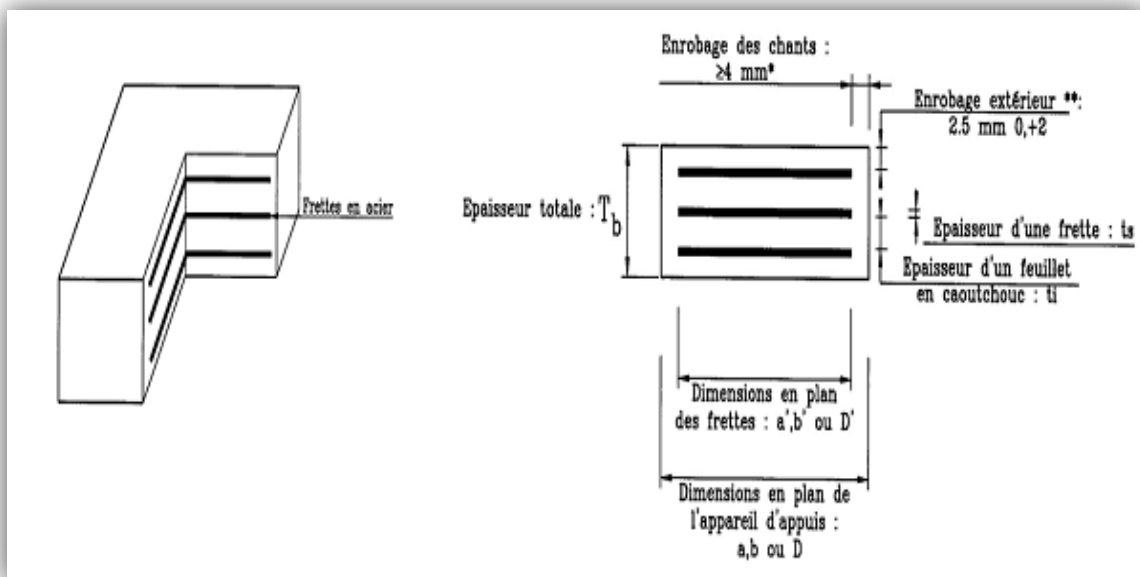 Enrobage des chants :
≥4 mm*
Enrobage extérieur **:
2.5 mm 0,+2
Frettes en acier
Epaisseur totale : Tb
Epaisseur d'une frette : ts
Epaisseur d'un feuillet
en caoutchouc : ti
Dimensions en plan
des frettes : a',b' ou D'
Dimensions en plan de
l'appareil d'appuis :
a,b ou D